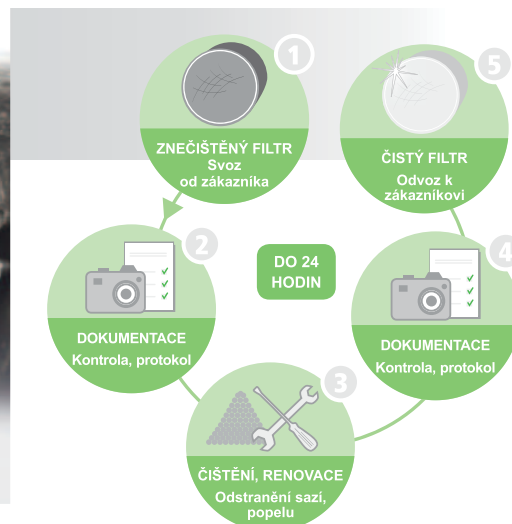 1
ZNEČIŠTĚNÝ FILTR
Svoz
od zákazníka
2
DOKUMENTACE
Kontrola, protokol
3
ČIŠTĚNÍ, RENOVACE
Odstranění sazí,
popelu
4
DOKUMENTACE
Kontrola, protokol
5
ČISTÝ FILTR
Odvoz k
zákazníkovi
DO 24
HODIN